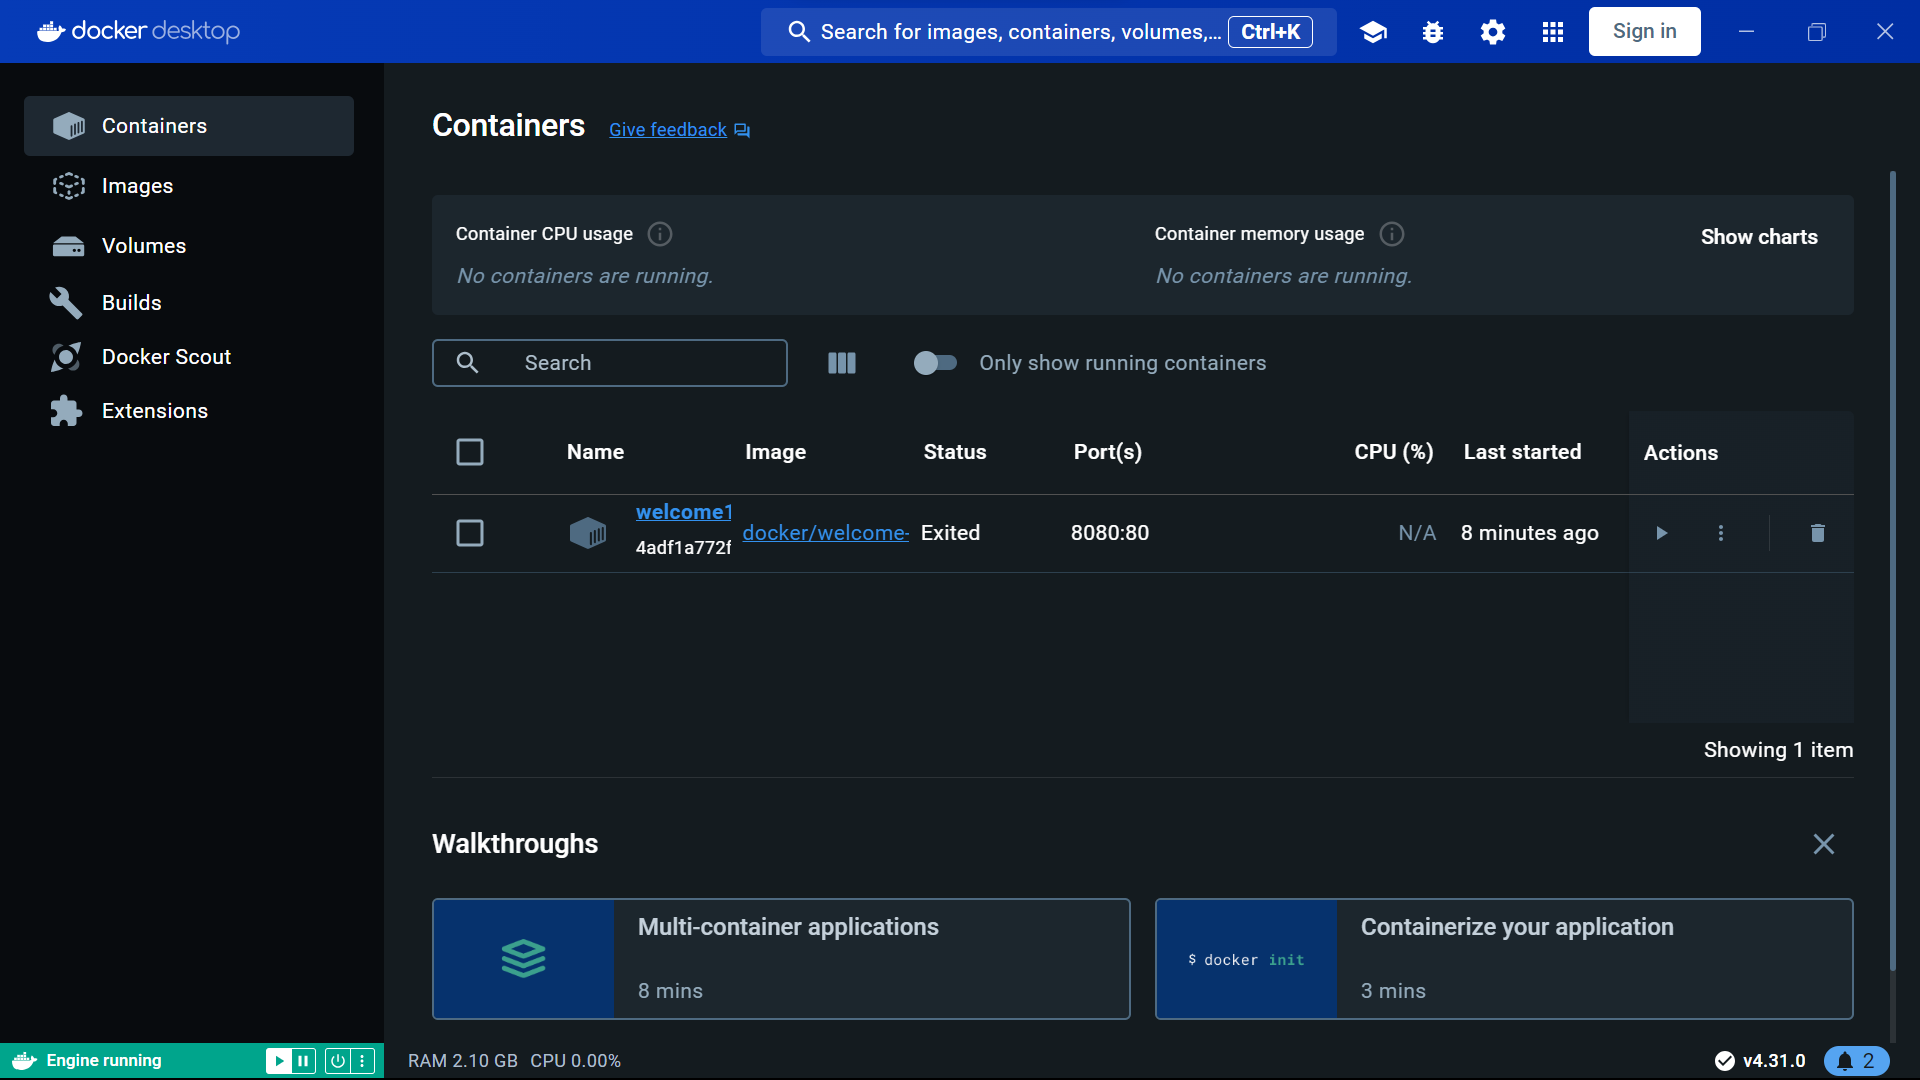 docker desktop
Search for images, containers, volumes,... Ctrl+K
Sign in
Containers
Images
Volumes
Builds
Docker Scout
Extensions
Containers Give feedback
Container CPU usage
No containers are running.
Container memory usage
No containers are running.
Show charts
Search
Only show running containers
Name Image Status Port(s) CPU (%) Last started Actions
welcome1
4adf1a772f
docker/welcome- Exited 8080:80 N/A 8 minutes ago
Showing 1 item
Walkthroughs
Multi-container applications
8 mins
$ docker init
Containerize your application
3 mins
Engine running
RAM 2.10 GB CPU 0.00%
v4.31.0
2